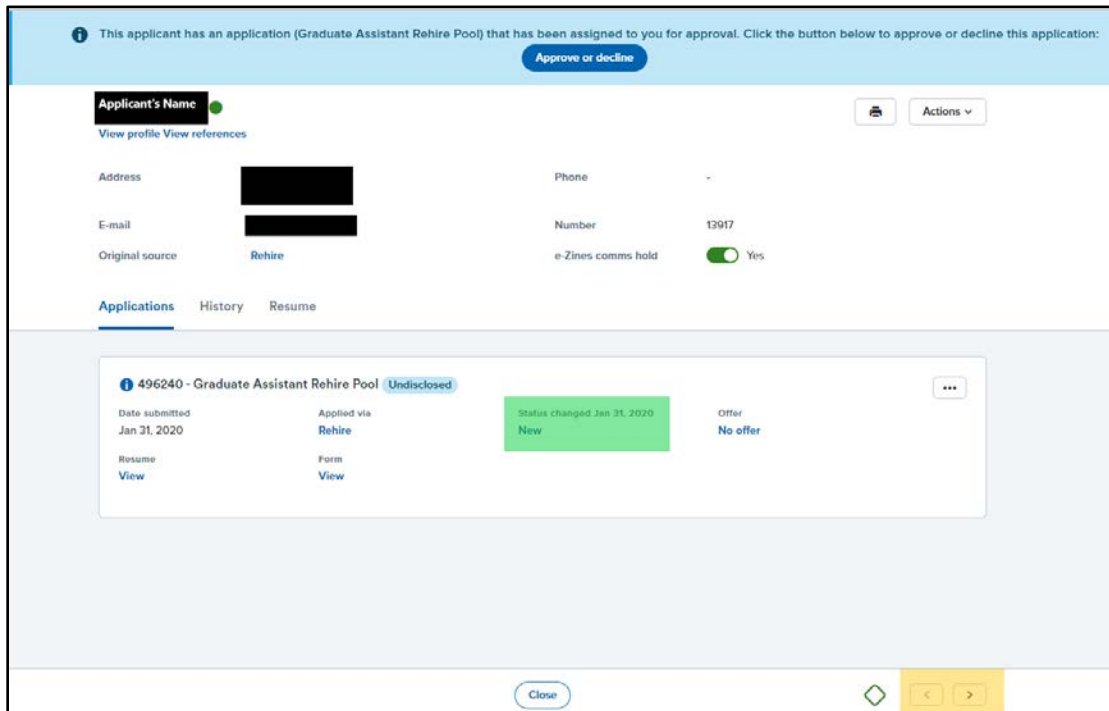 This applicant has an application (Graduate Assistant Rehire Pool) that has been assigned to you for approval. Click the button below to approve or decline this application:
Approve or decline
Applicant's Name
Actions
View profile View references
Address
Phone
-
E-mail
Number
13917
Original source
Rehire
e-Zines comms hold
Yes
Applications
History
Resume
496240 - Graduate Assistant Rehire Pool Undisclosed
Date submitted
Applied via
Status changed Jan 31, 2020
Offer
Jan 31, 2020
Rehire
New
No offer
Resume
Form
View
View
Close